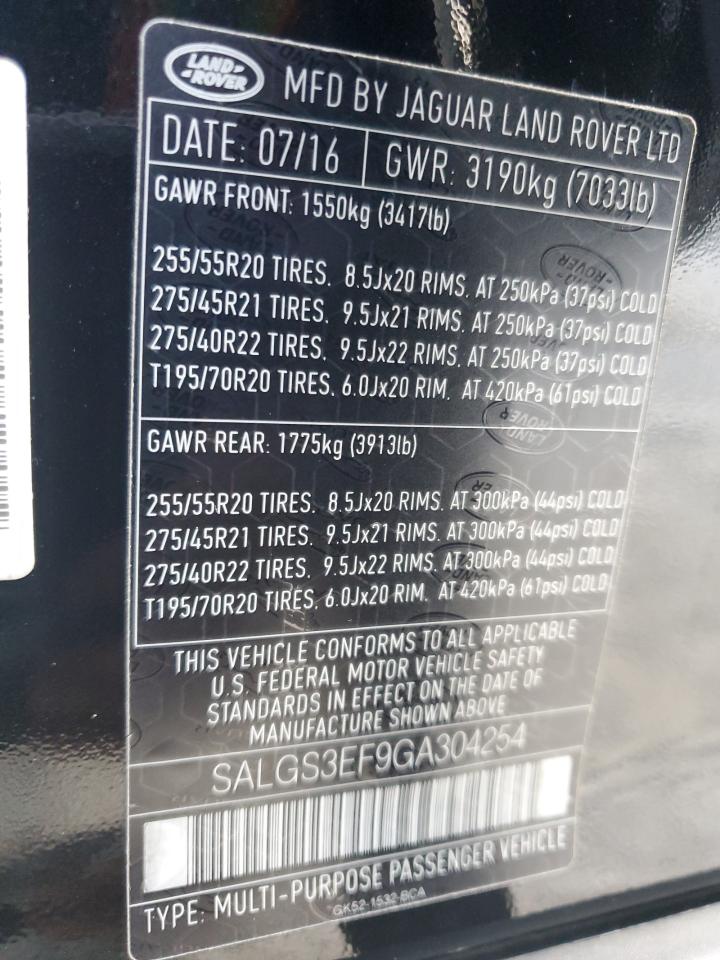 LAND ROVER
MFD BY JAGUAR LAND ROVER LTD
DATE: 07/16 GWR: 3190kg (7033lb)
GAWR FRONT: 1550kg (3417lb)
255/55R20 TIRES. 8.5Jx20 RIMS. AT 250kPa (37psi) COLD
275/45R21 TIRES. 9.5Jx21 RIMS. AT 250kPa (37psi) COLD
275/40R22 TIRES. 9.5Jx22 RIMS. AT 250kPa (37psi) COLD
T195/70R20 TIRES. 6.0Jx20 RIM. AT 420kPa (61psi) COLD
GAWR REAR: 1775kg (3913lb)
255/55R20 TIRES. 8.5Jx20 RIMS. AT 300kPa (44psi) COLD
275/45R21 TIRES. 9.5Jx21 RIMS. AT 300kPa (44psi) COLD
275/40R22 TIRES. 9.5Jx22 RIMS. AT 300kPa (44psi) COLD
T195/70R20 TIRES. 6.0Jx20 RIM. AT 420kPa (61psi) COLD
THIS VEHICLE CONFORMS TO ALL APPLICABLE
U.S. FEDERAL MOTOR VEHICLE SAFETY
STANDARDS IN EFFECT ON THE DATE OF
MANUFACTURE SHOWN ABOVE
SALGS3EF9GA304254
TYPE: MULTI-PURPOSE PASSENGER VEHICLE
GK52-1532-BCA